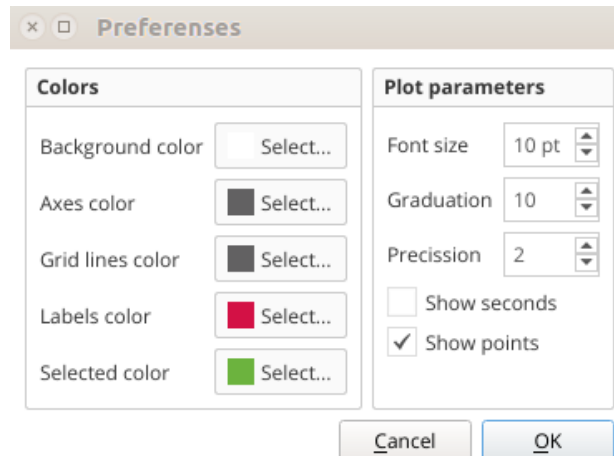 Preferenses
Colors
Background color Select...
Axes color Select...
Grid lines color Select...
Labels color Select...
Selected color Select...
Plot parameters
Font size 10 pt
Graduation 10
Precission 2
Show seconds
Show points
Cancel OK